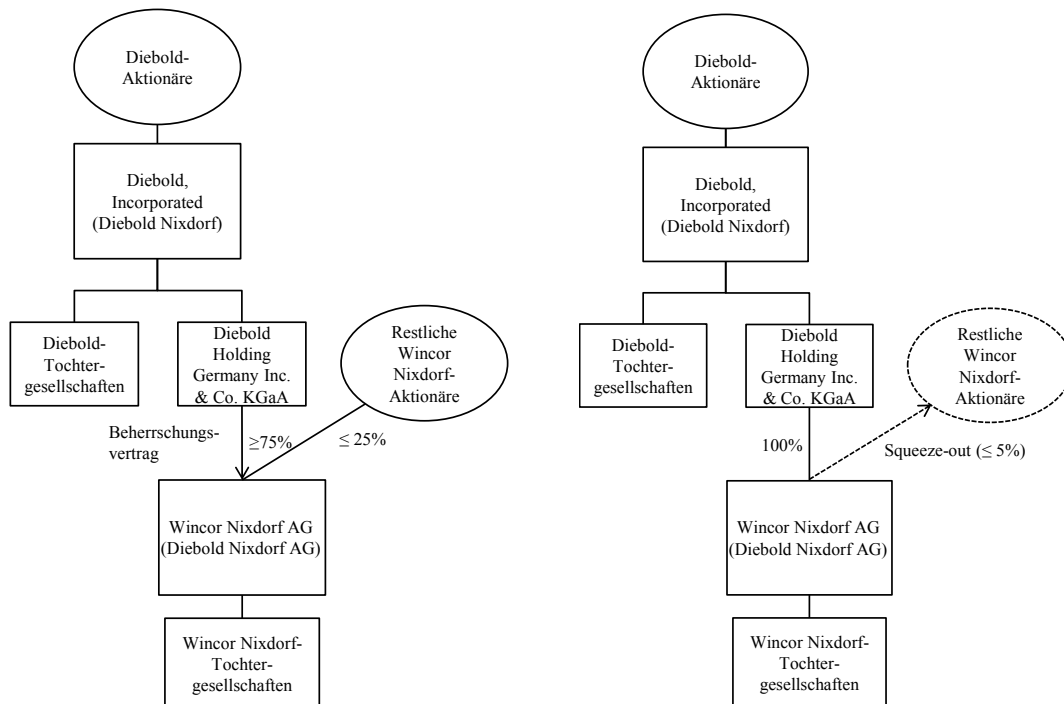 Diebold-
Aktionäre
Diebold,
Incorporated
(Diebold Nixdorf)
Diebold-
Tochter-
gesellschaften
Diebold
Holding
Germany Inc.
& Co. KGaA
Restliche
Wincor
Nixdorf-
Aktionäre
Beherrschungs-
vertrag
≥75%
≤ 25%
Wincor Nixdorf AG
(Diebold Nixdorf AG)
Wincor Nixdorf-
Tochter-
gesellschaften
Diebold-
Aktionäre
Diebold,
Incorporated
(Diebold Nixdorf)
Diebold-
Tochter-
gesellschaften
Diebold
Holding
Germany Inc.
& Co. KGaA
Restliche
Wincor
Nixdorf-
Aktionäre
100%
Squeeze-out (≤ 5%)
Wincor Nixdorf AG
(Diebold Nixdorf AG)
Wincor Nixdorf-
Tochter-
gesellschaften